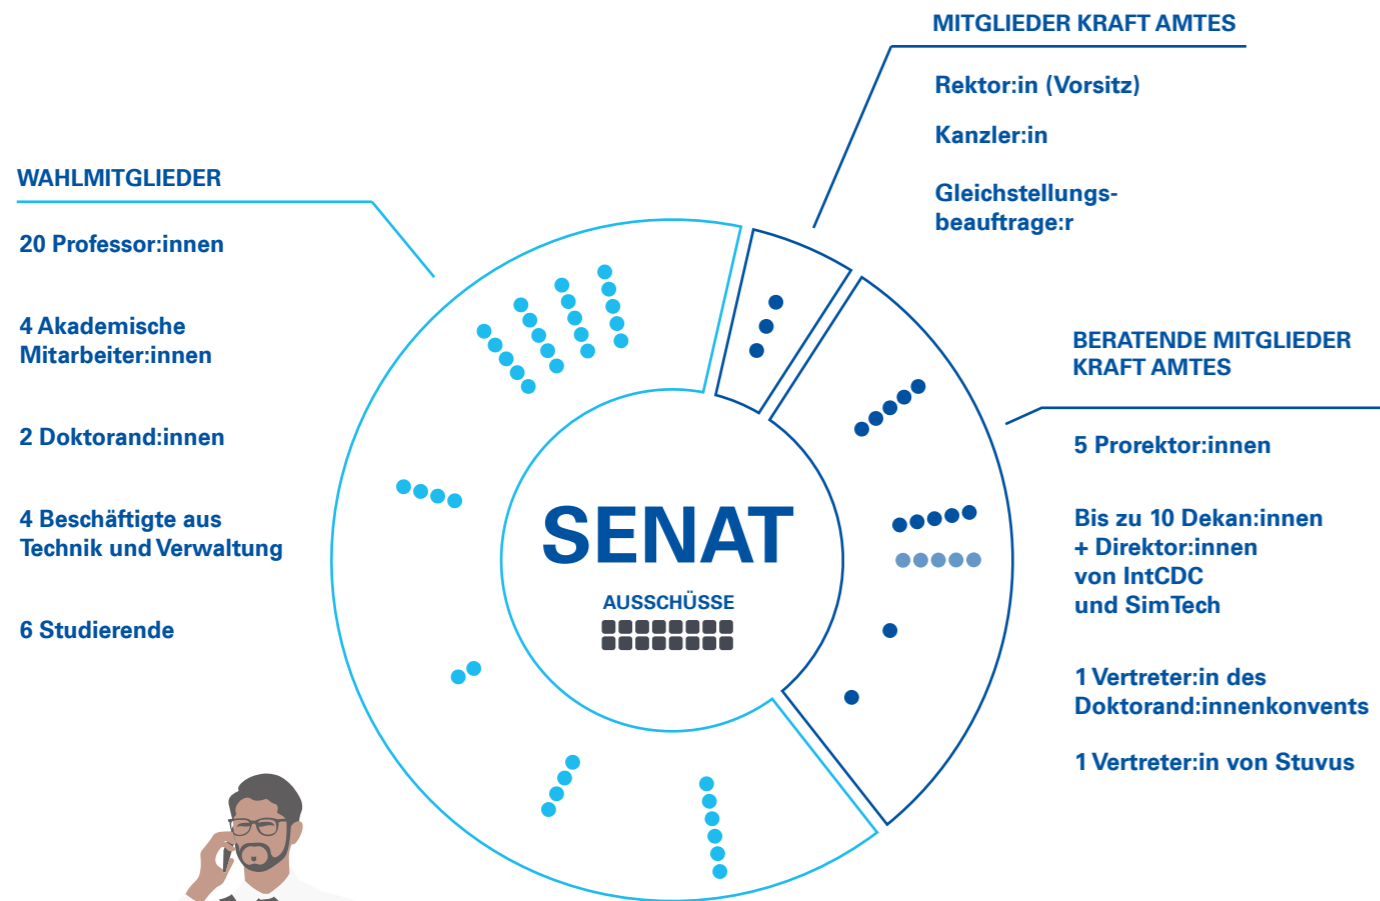 MITGLIEDER KRAFT AMTES
Rektor:in (Vorsitz)
Kanzler:in
Gleichstellungs-
beauftrage:r
WAHLMITGLIEDER
20 Professor:innen
4 Akademische
Mitarbeiter:innen
2 Doktorand:innen
4 Beschäftigte aus
Technik und Verwaltung
6 Studierende
SENAT
AUSSCHÜSSE
BERATENDE MITGLIEDER
KRAFT AMTES
5 Prorektor:innen
Bis zu 10 Dekan:innen
+ Direktor:innen
von IntCDC
und SimTech
1 Vertreter:in des
Doktorand:innenkonvents
1 Vertreter:in von Stuvus